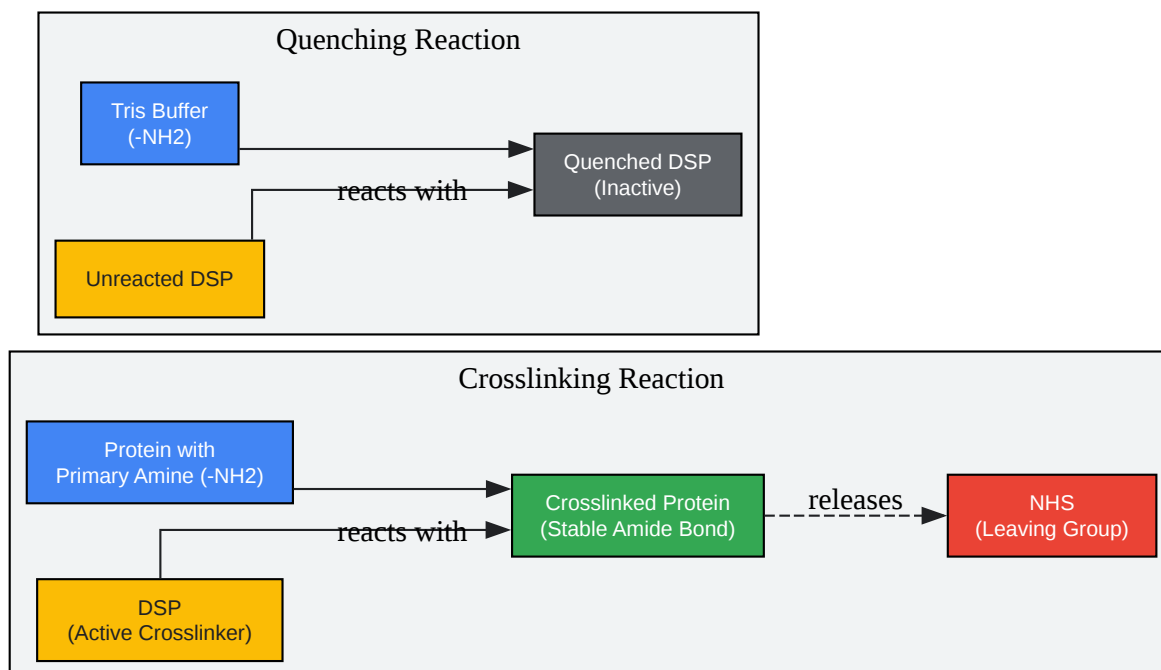 Quenching Reaction
Tris Buffer
(-NH2)
Quenched DSP
(Inactive)
reacts with
Unreacted DSP
Crosslinking Reaction
Protein with
Primary Amine (-NH2)
Crosslinked Protein
(Stable Amide Bond)
releases
NHS
(Leaving Group)
reacts with
DSP
(Active Crosslinker)